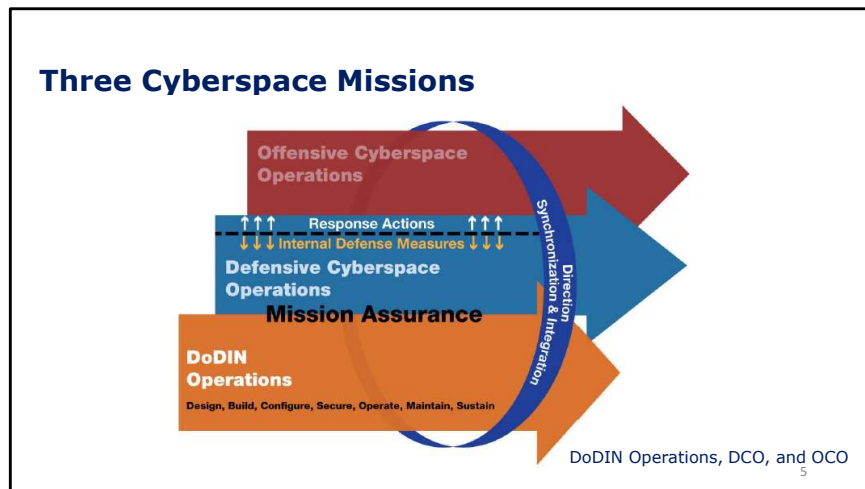 Three Cyberspace Missions
Offensive Cyberspace
Operations
↑↑↑ Response Actions ↑↑↑
↓↓↓ Internal Defense Measures ↓↓↓
Defensive Cyberspace
Operations
Mission Assurance
DoDIN
Operations
Design, Build, Configure, Secure, Operate, Maintain, Sustain
Direction
Synchronization & Integration
DoDIN Operations, DCO, and OCO
5